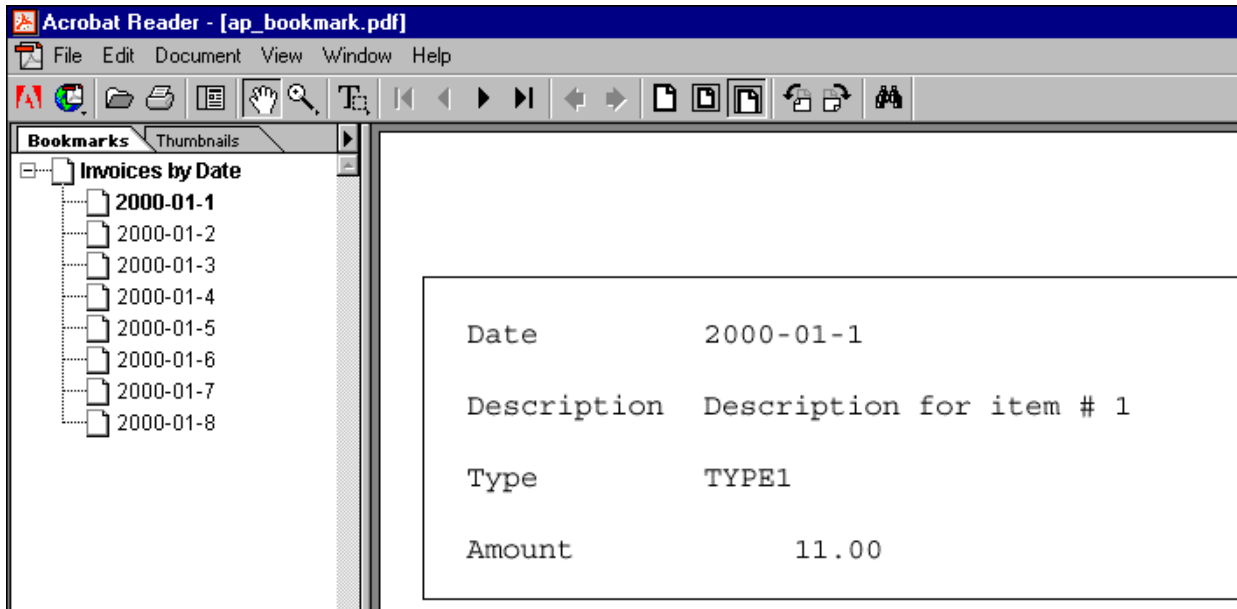 Acrobat Reader - [ap_bookmark.pdf]
File Edit Document View Window Help
Bookmarks Thumbnails
Invoices by Date
2000-01-1
2000-01-2
2000-01-3
2000-01-4
2000-01-5
2000-01-6
2000-01-7
2000-01-8
Date 2000-01-1
Description Description for item # 1
Type TYPE1
Amount 11.00